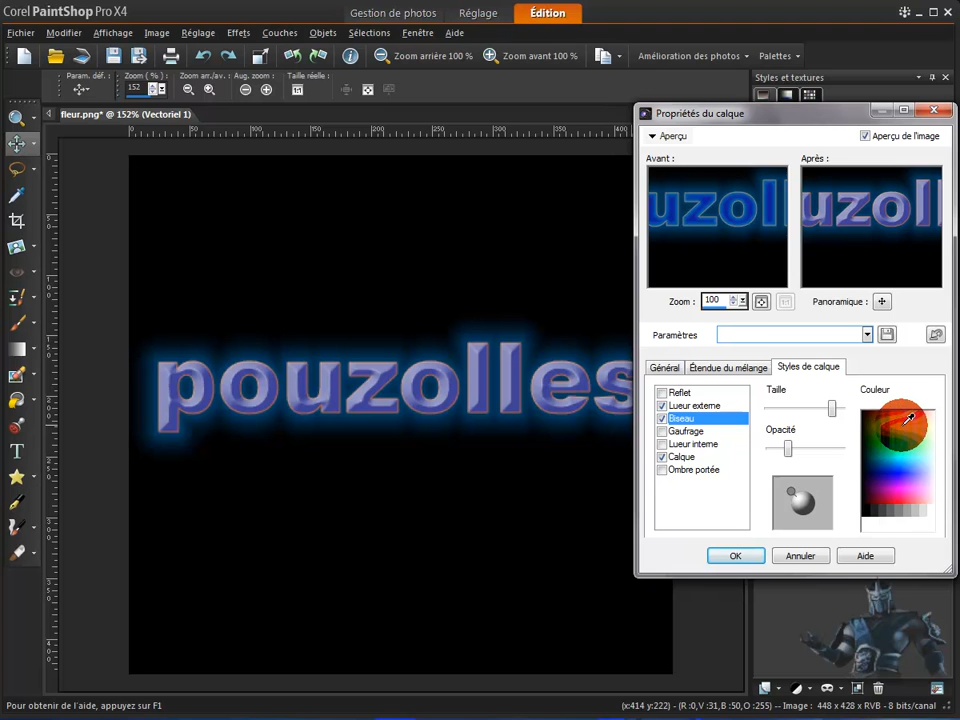 Corel PaintShop Pro X4
Gestion de photos
Réglage
Édition
Fichier Modifier Affichage Image Réglage Effets Couches Objets Sélections Fenêtre Aide
Zoom arrière 100 % Zoom avant 100 % Amélioration des photos Palettes
Param. déf. : Zoom ( % ) : Zoom arr./av. : Aug. zoom : Taille réelle :
152
Styles et textures
fleur.png* @ 152% (Vectoriel 1)
Propriétés du calque
Aperçu
Aperçu de l'image
Avant :
Après :
uzoll
uzoll
Zoom : 100
Panoramique :
Paramètres
Général Étendue du mélange Styles de calque
Reflet
Lueur externe
Biseau
Gaufrage
Lueur interne
Calque
Ombre portée
Taille
Opacité
Couleur
OK Annuler Aide
pouzolles
Pour obtenir de l'aide, appuyez sur F1
(x:414 y:222) - (R :0,V :31,B :50,O :255) -- Image : 448 x 428 x RVB - 8 bits/canal